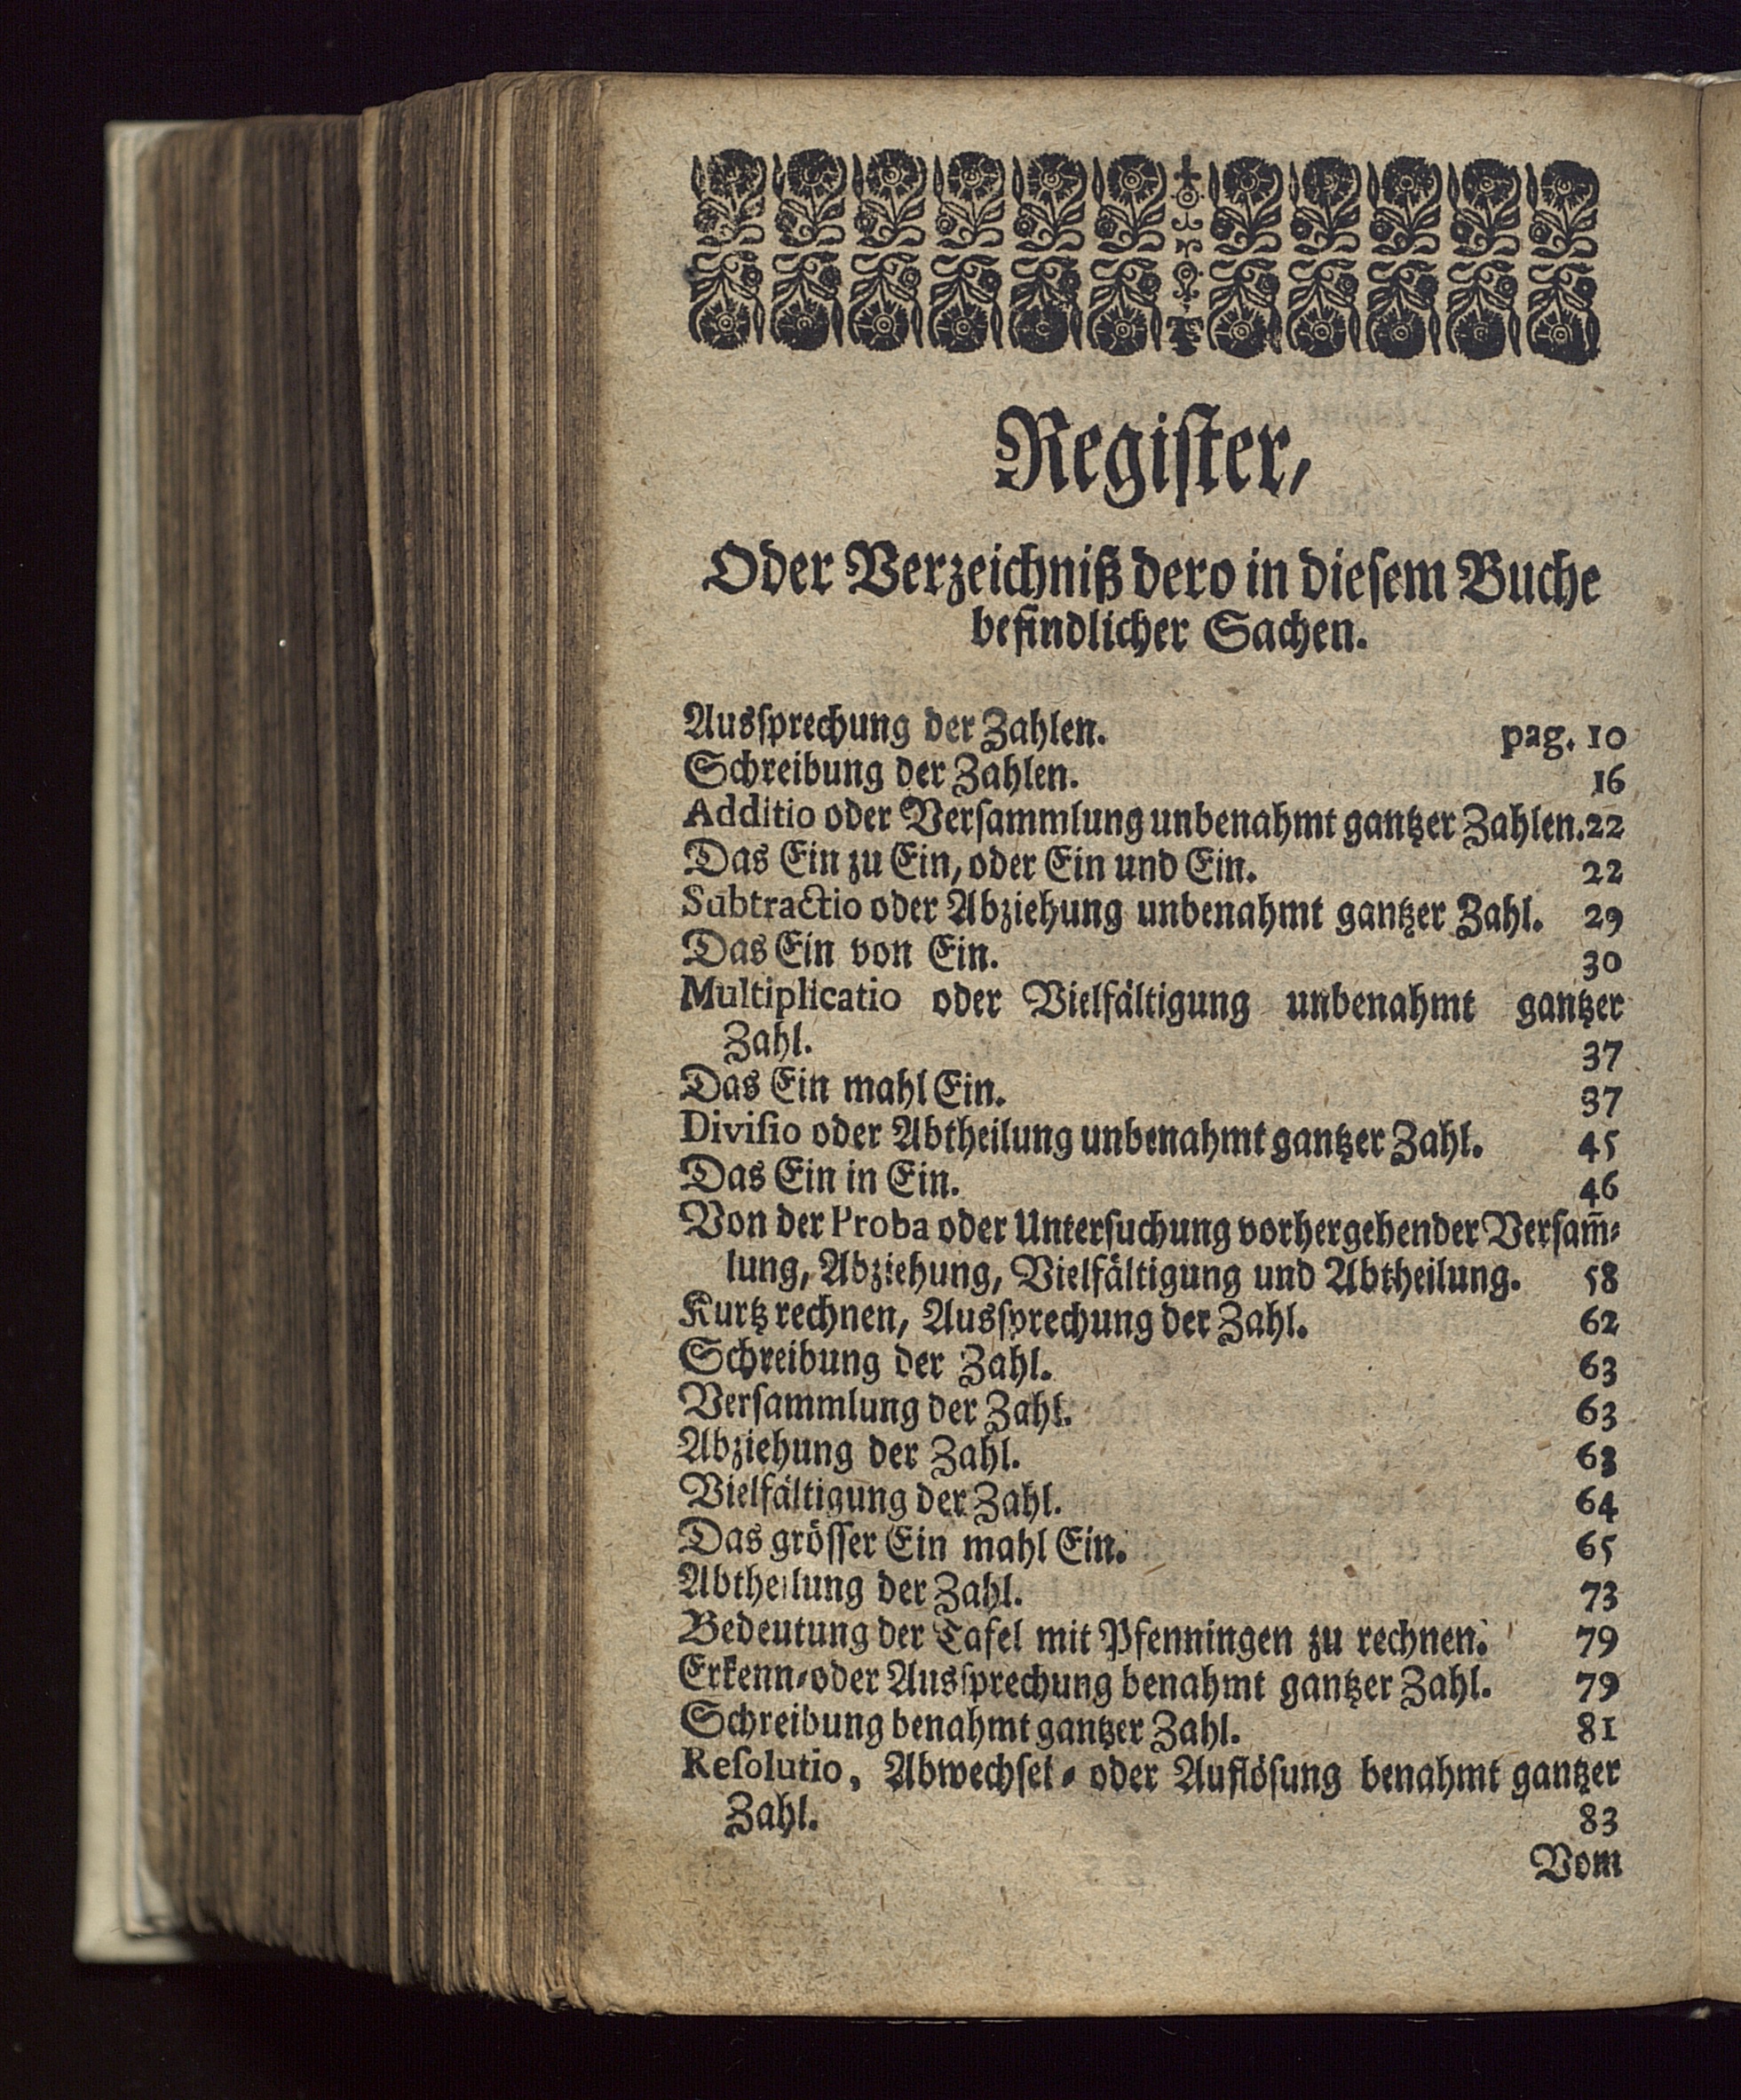 Regiſter/
Oder Verzeichniß dero in dieſem Buche
befindlicher Sachen.
Ausſprechung der Zahlen. pag. 10
Schreibung der Zahlen. 16
Additio oder Verſammlung unbenahmt gantzer Zahlen. 22
Das Ein zu Ein, oder Ein und Ein. 22
Subtractio oder Abziehung unbenahmt gantzer Zahl. 29
Das Ein von Ein. 30
Multiplicatio oder Vielfältigung unbenahmt gantzer
Zahl. 37
Das Ein mahl Ein. 37
Diviſio oder Abtheilung unbenahmt gantzer Zahl. 45
Das Ein in Ein. 46
Von der Proba oder Unterſuchung vorhergehender Verſam̃⸗
lung, Abziehung, Vielfältigung und Abtheilung. 58
Kurtz rechnen, Ausſprechung der Zahl. 62
Schreibung der Zahl. 63
Verſammlung der Zahl. 63
Abziehung der Zahl. 63
Vielfältigung der Zahl. 64
Das gröſſer Ein mahl Ein. 65
Abtheilung der Zahl. 73
Bedeutung der Tafel mit Pfenningen zu rechnen. 79
Erkenn⸗oder Ausſprechung benahmt gantzer Zahl. 79
Schreibung benahmt gantzer Zahl. 81
Reſolutio, Abwechſel⸗ oder Auflöſung benahmt gantzer
Zahl. 83
Vom